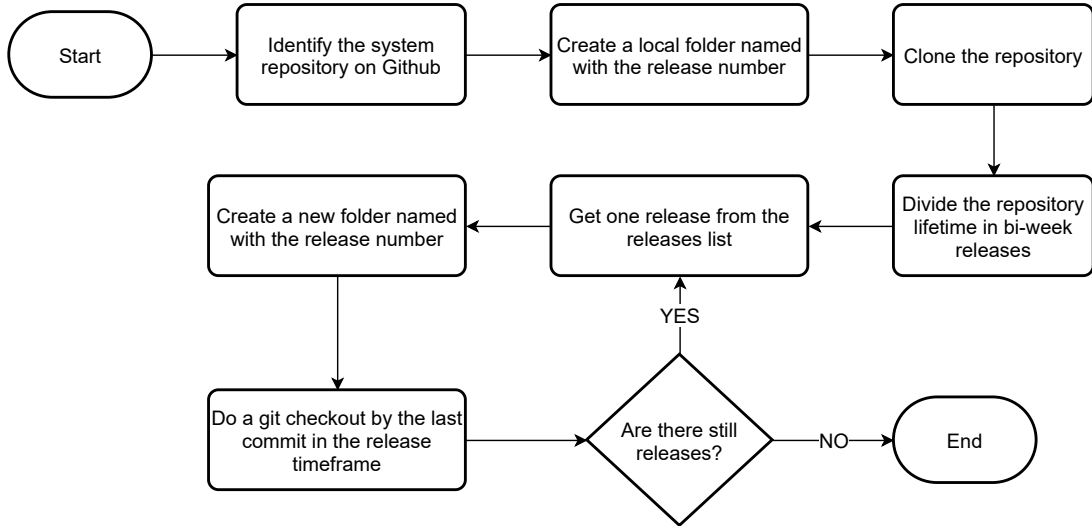 Start
Identify the system
repository on Github
Create a local folder named
with the release number
Clone the repository
Divide the repository
lifetime in bi-week
releases
Get one release from the
releases list
Create a new folder named
with the release number
Do a git checkout by the last
commit in the release
timeframe
Are there still
releases?
YES
NO
End